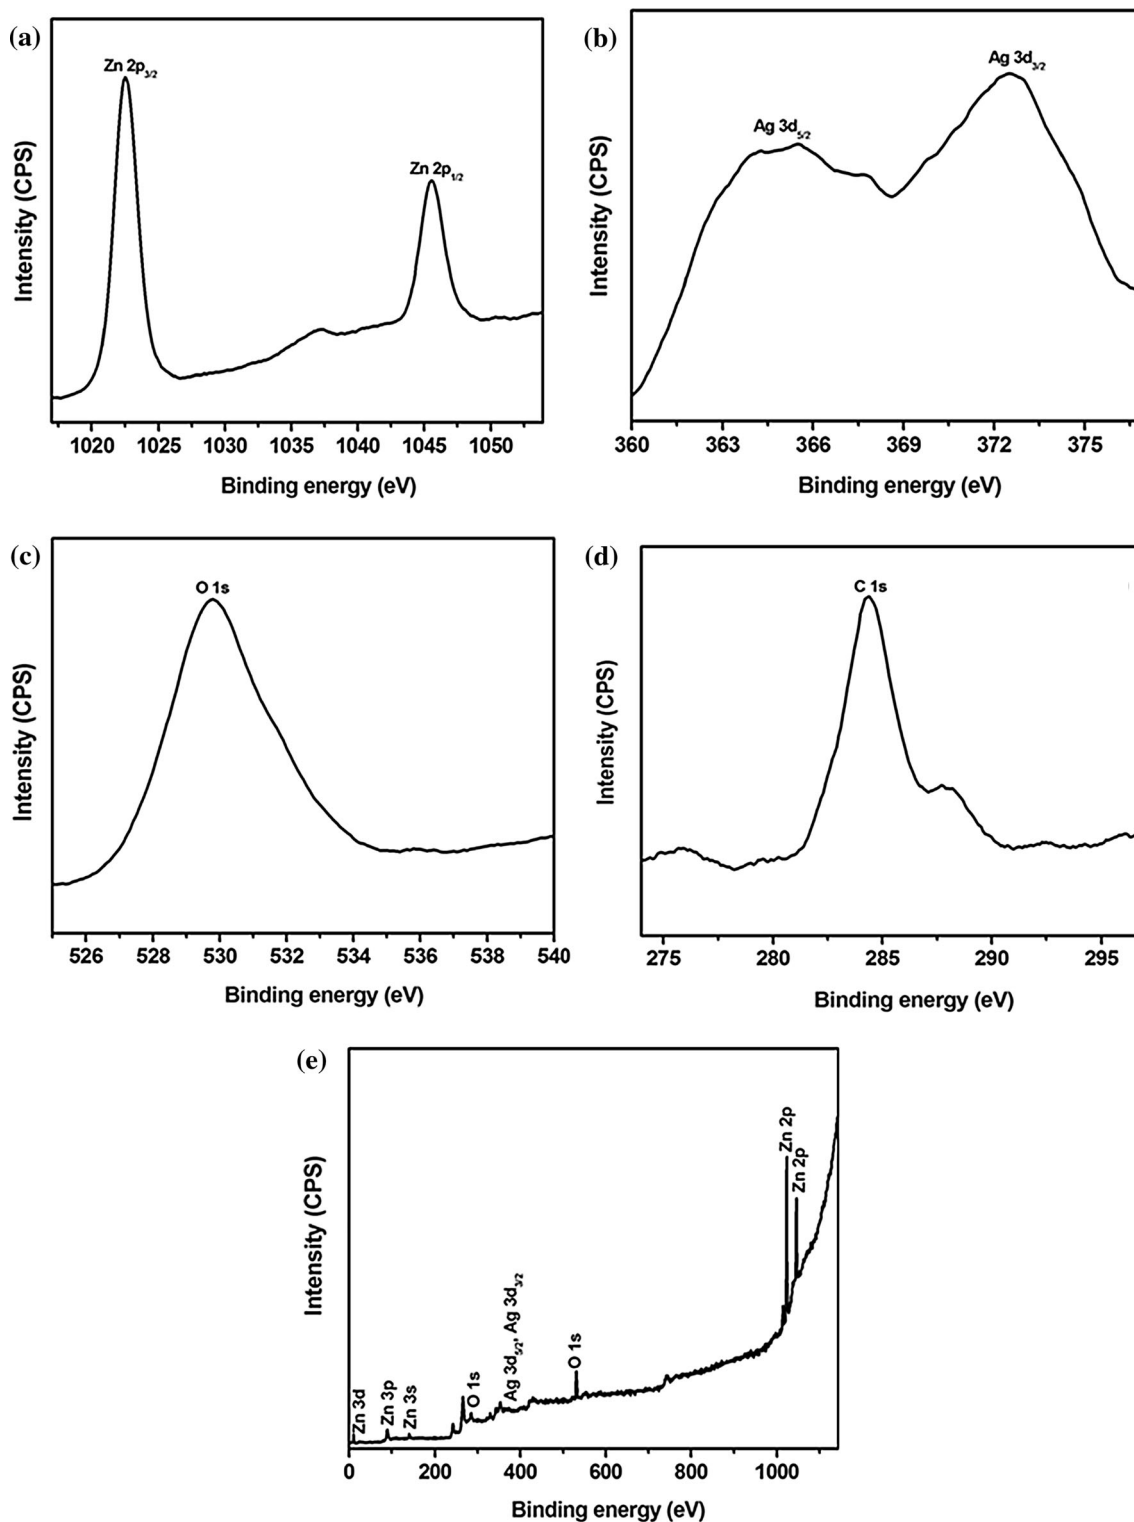 (a)
Zn 2p3/2
Zn 2p1/2
Intensity (CPS)
1020 1025 1030 1035 1040 1045 1050
Binding energy (eV)
(b)
Ag 3d5/2
Ag 3d3/2
Intensity (CPS)
360 363 366 369 372 375
Binding energy (eV)
(c)
O 1s
Intensity (CPS)
526 528 530 532 534 536 538 540
Binding energy (eV)
(d)
C 1s
Intensity (CPS)
275 280 285 290 295
Binding energy (eV)
(e)
Zn 3d
Zn 3p
Zn 3s
O 1s
Ag 3d5/2, Ag 3d3/2
O 1s
Zn 2p
Zn 2p
Intensity (CPS)
0 200 400 600 800 1000
Binding energy (eV)